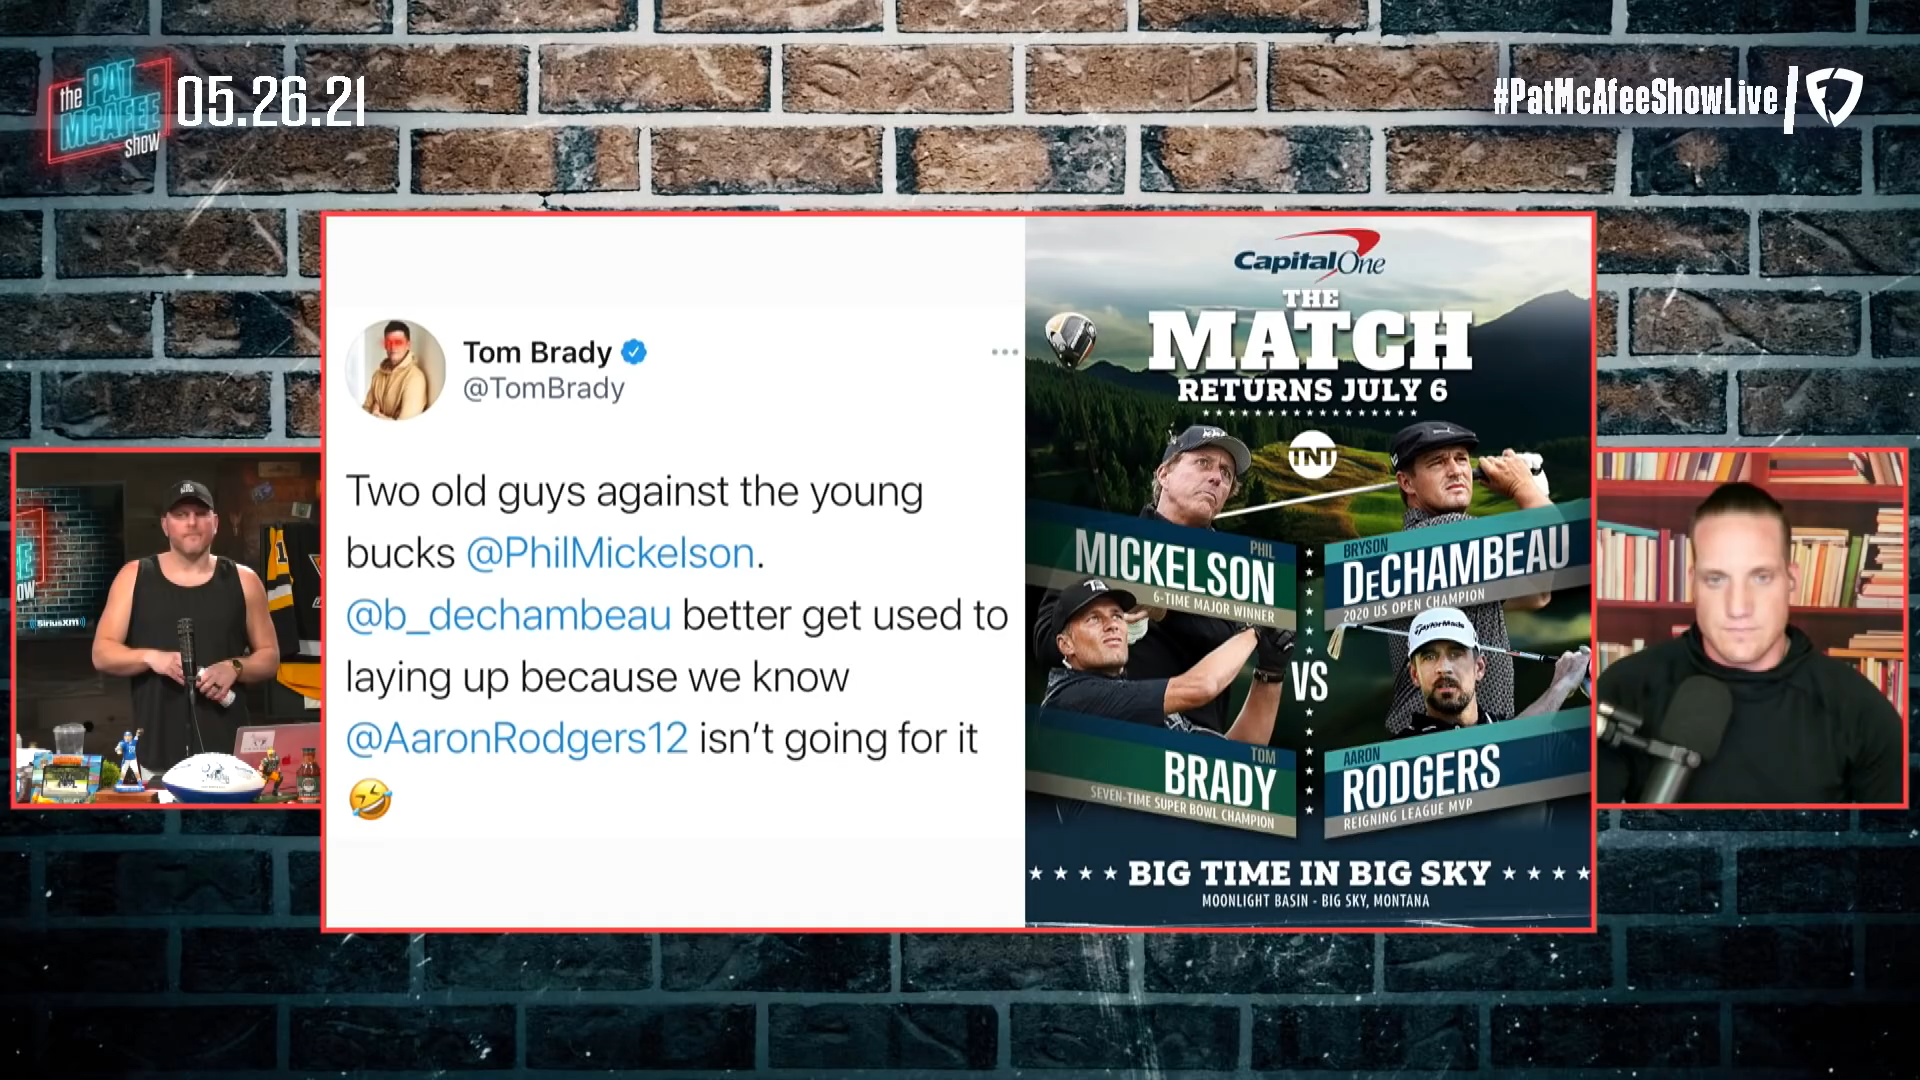 the PAT MCAFEE show
05.26.21
#PatMcAfeeShowLive
Tom Brady
@TomBrady
Two old guys against the young
bucks @PhilMickelson.
@b_dechambeau better get used to
laying up because we know
@AaronRodgers12 isn't going for it
🤣
CapitalOne
THE
MATCH
RETURNS JULY 6
TNT
PHIL
MICKELSON
6-TIME MAJOR WINNER
BRYSON
DeCHAMBEAU
2020 US OPEN CHAMPION
TaylorMade
VS
TOM
BRADY
SEVEN-TIME SUPER BOWL CHAMPION
AARON
RODGERS
REIGNING LEAGUE MVP
BIG TIME IN BIG SKY
MOONLIGHT BASIN - BIG SKY, MONTANA
SiriusXM